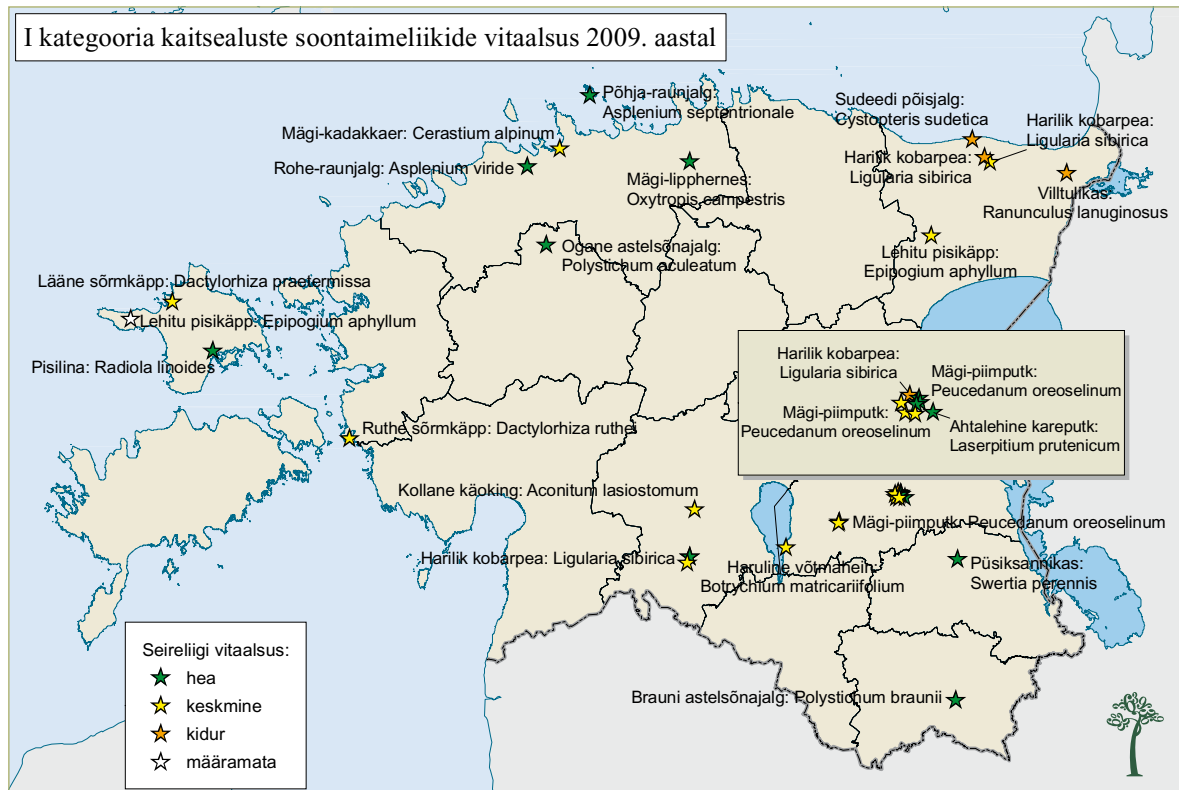 I kategooria kaitsealuste soontaimeliikide vitaalsus 2009. aastal
Põhja-raunjalg:
Asplenium septentrionale
Sudeedi põisjalg:
Cystopteris sudetica
Harilik kobarpea:
Ligularia sibirica
Mägi-kadakkaer: Cerastium alpinum
Rohe-raunjalg: Asplenium viride
Mägi-lipphernes:
Oxytropis campestris
Harilik kobarpea:
Ligularia sibirica
Villtulikas:
Ranunculus lanuginosus
Ogane astelsõnajalg:
Polystichum aculeatum
Lehitu pisikäpp:
Epipogium aphyllum
Lääne sõrmkäpp: Dactylorhiza praetermissa
Lehitu pisikäpp: Epipogium aphyllum
Pisilina: Radiola linoides
Harilik kobarpea:
Ligularia sibirica
Mägi-piimputk:
Peucedanum oreoselinum
Mägi-piimputk:
Peucedanum oreoselinum
Ahtalehine kareputk:
Laserpitium prutenicum
Ruthe sõrmkäpp: Dactylorhiza ruthei
Kollane käoking: Aconitum lasiostomum
Mägi-piimputk: Peucedanum oreoselinum
Harilik kobarpea: Ligularia sibirica
Haruline võtmahein:
Botrychium matricariifolium
Püsiksannikas:
Swertia perennis
Brauni astelsõnajalg: Polystichum braunii
Seireliigi vitaalsus:
hea
keskmine
kidur
määramata